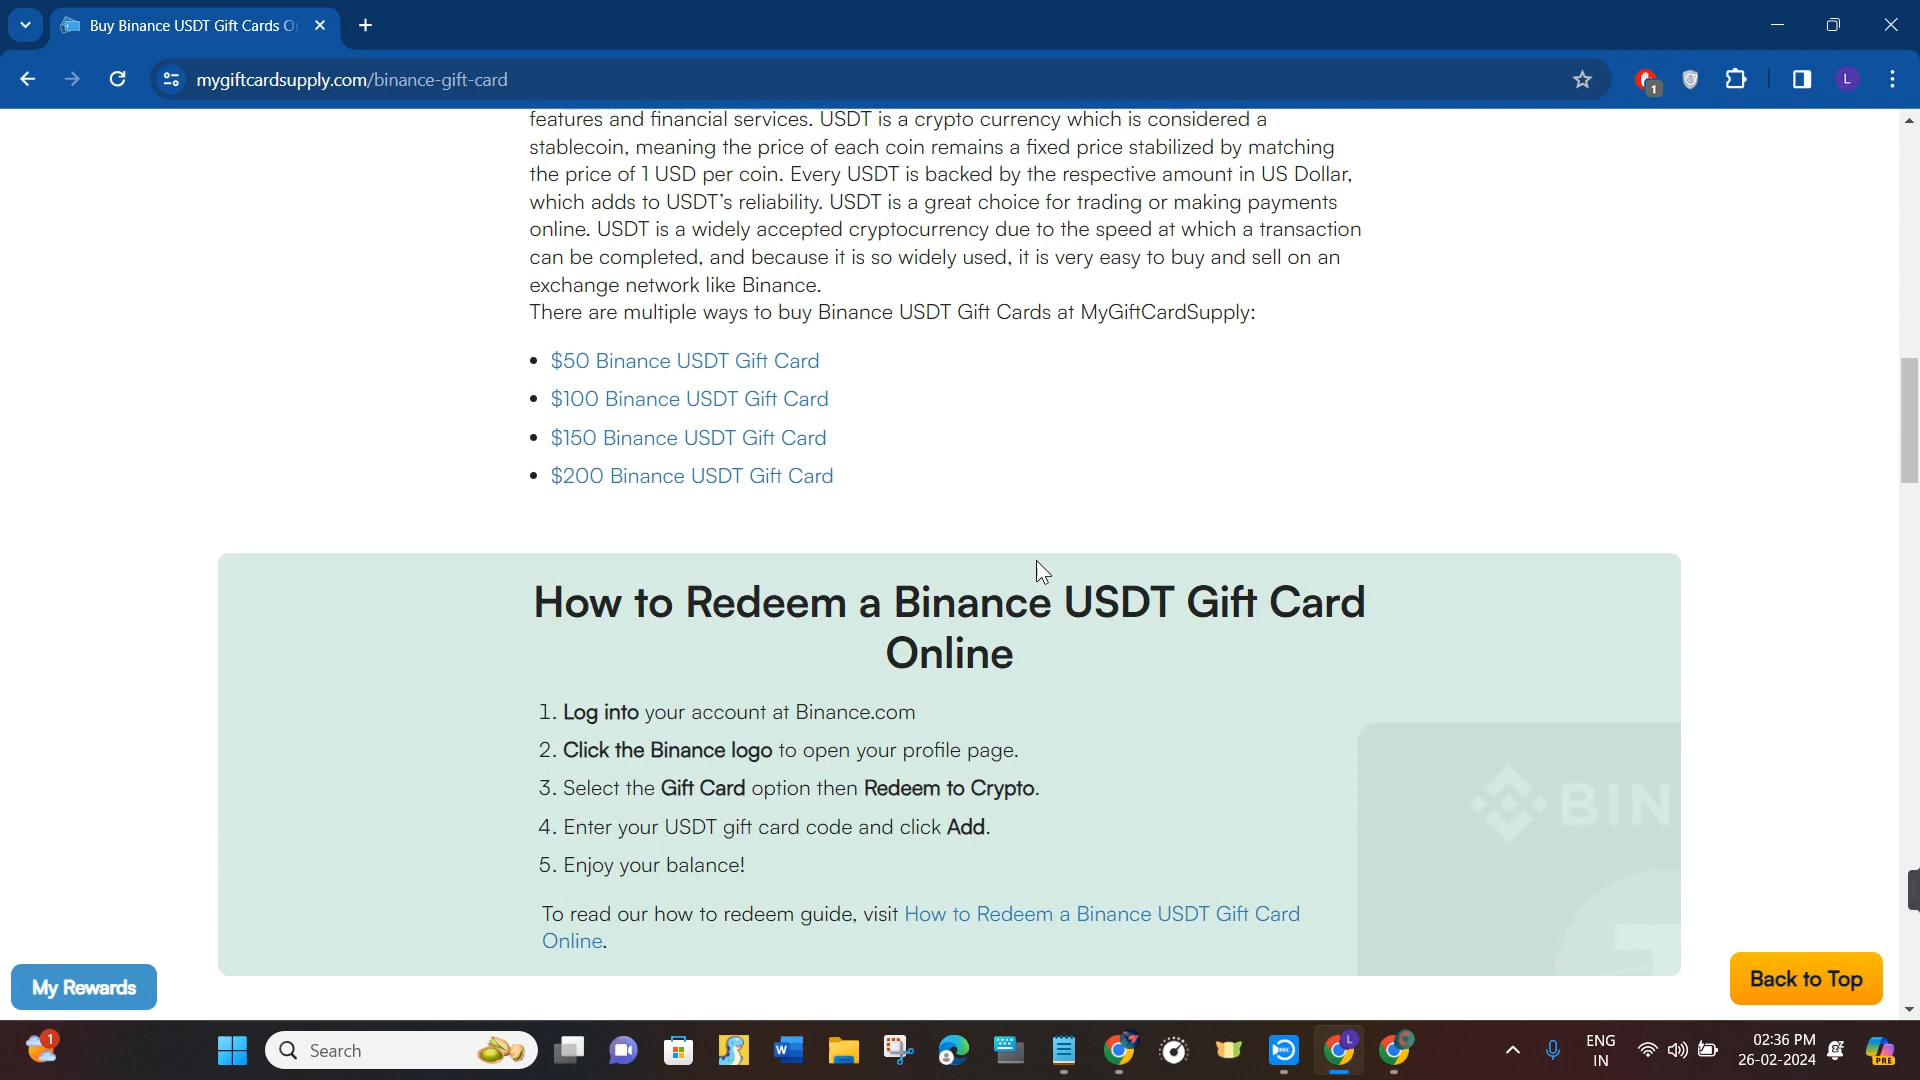 Buy Binance USDT Gift Cards O
mygiftcardsupply.com/binance-gift-card
1
L
features and financial services. USDT is a crypto currency which is considered a
stablecoin, meaning the price of each coin remains a fixed price stabilized by matching
the price of 1 USD per coin. Every USDT is backed by the respective amount in US Dollar,
which adds to USDT's reliability. USDT is a great choice for trading or making payments
online. USDT is a widely accepted cryptocurrency due to the speed at which a transaction
can be completed, and because it is so widely used, it is very easy to buy and sell on an
exchange network like Binance.
There are multiple ways to buy Binance USDT Gift Cards at MyGiftCardSupply:
• $50 Binance USDT Gift Card
• $100 Binance USDT Gift Card
• $150 Binance USDT Gift Card
• $200 Binance USDT Gift Card
How to Redeem a Binance USDT Gift Card
Online
1. Log into your account at Binance.com
2. Click the Binance logo to open your profile page.
3. Select the Gift Card option then Redeem to Crypto.
4. Enter your USDT gift card code and click Add.
5. Enjoy your balance!
BIN
To read our how to redeem guide, visit How to Redeem a Binance USDT Gift Card
Online.
My Rewards
Back to Top
1
Search
W
L
ENG
IN
02:36 PM
26-02-2024
PRE